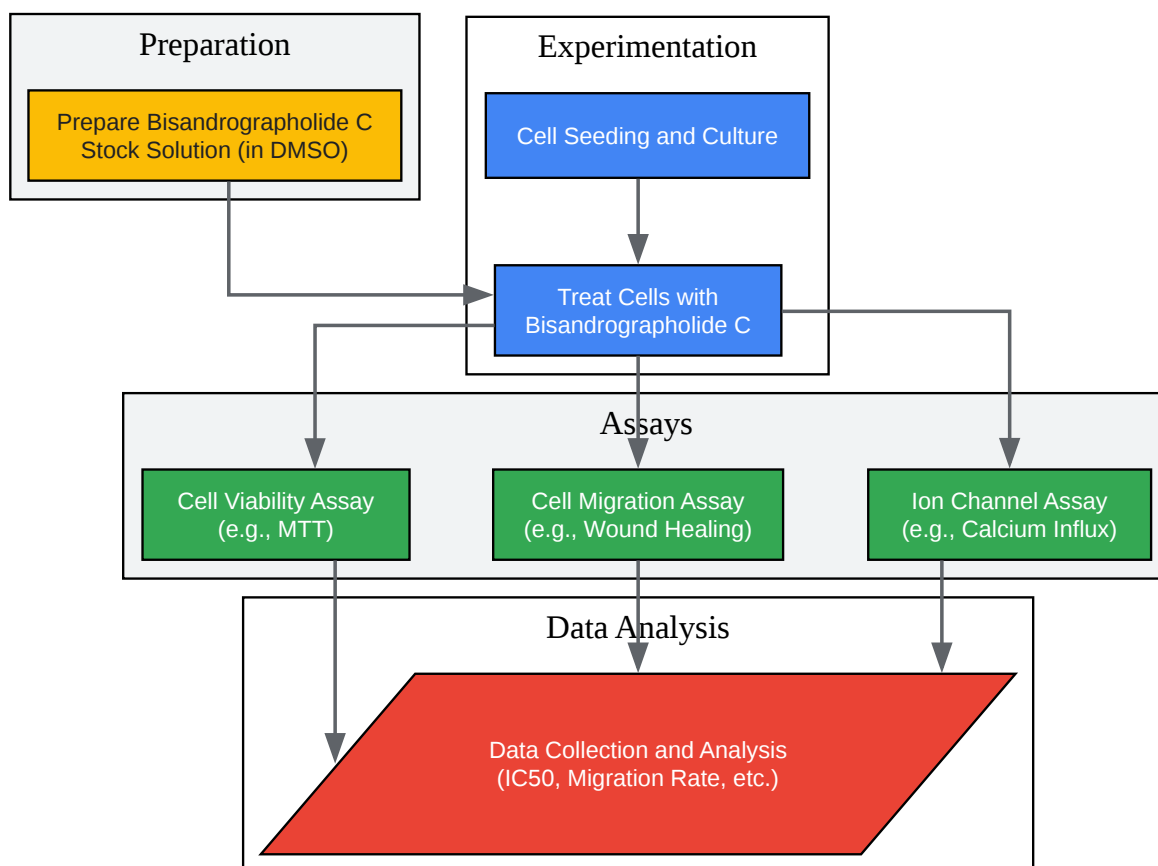 Preparation
Prepare Bisandrographolide C
Stock Solution (in DMSO)
Experimentation
Cell Seeding and Culture
Treat Cells with
Bisandrographolide C
Assays
Cell Viability Assay
(e.g., MTT)
Cell Migration Assay
(e.g., Wound Healing)
Ion Channel Assay
(e.g., Calcium Influx)
Data Analysis
Data Collection and Analysis
(IC50, Migration Rate, etc.)